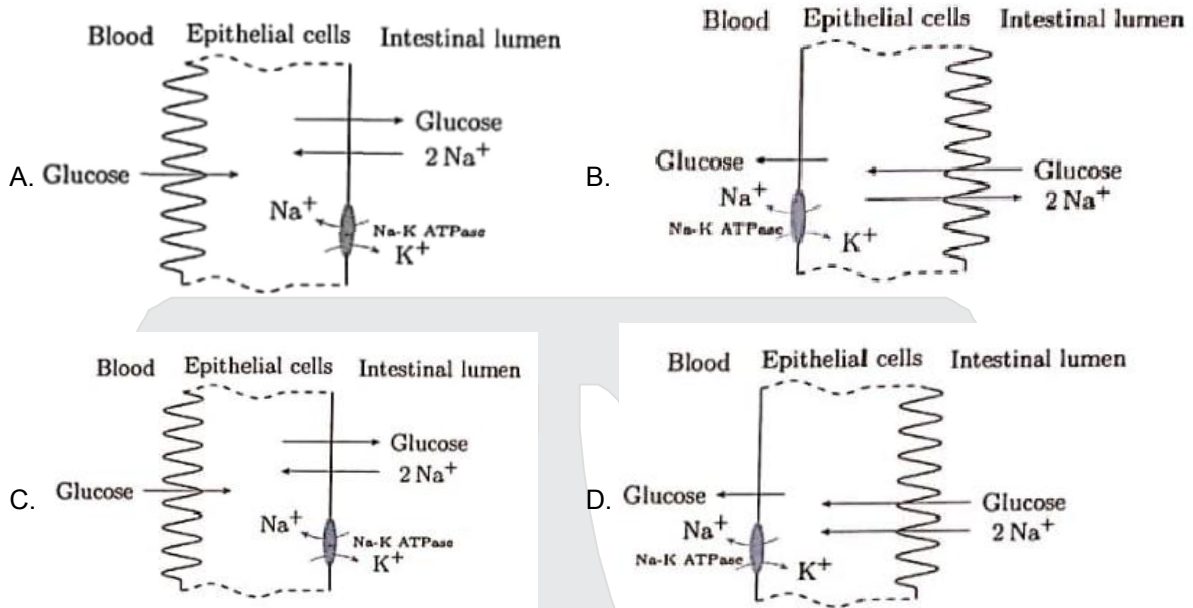 Blood Epithelial cells Intestinal lumen
Glucose
2 Na⁺
A. Glucose
Na⁺
Na-K ATPase
K⁺
Blood Epithelial cells Intestinal lumen
Glucose
Glucose
2 Na⁺
B.
Na⁺
Na-K ATPase
K⁺
Blood Epithelial cells Intestinal lumen
Glucose
2 Na⁺
C. Glucose
Na⁺
Na-K ATPase
K⁺
Blood Epithelial cells Intestinal lumen
D. Glucose
Glucose
2 Na⁺
Na⁺
Na-K ATPase
K⁺